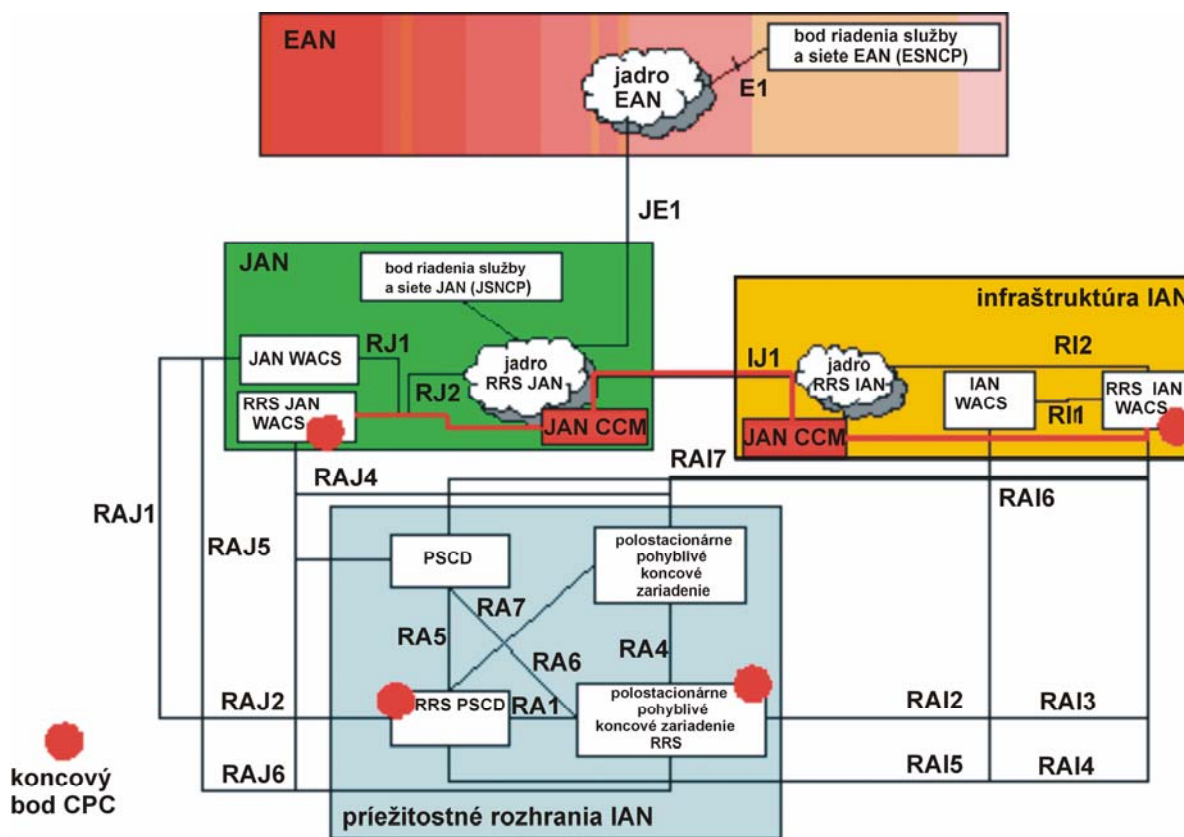 EAN
bod riadenia služby
a siete EAN (ESNCP)
jadro
EAN
E1
JE1
JAN
bod riadenia služby
a siete JAN (JSNCP)
infraštruktúra IAN
JAN WACS
RJ1
RJ2
jadro
RRS JAN
IJ1
jadro
RRS IAN
RI2
IAN
WACS
RRS IAN
WACS
RI1
RRS JAN
WACS
JAN CCM
JAN CCM
RAJ4
RAI7
RAJ1
RAI6
RAJ5
PSCD
polostacionárne
pohyblivé
koncové
zariadenie
RA7
RA5
RA6
RA4
RAJ2
RRS PSCD
RA1
polostacionárne
pohyblivé
koncové zariadenie
RRS
RAI2
RAI3
koncový
bod CPC
RAJ6
RAI5
RAI4
príežitostné rozhrania IAN